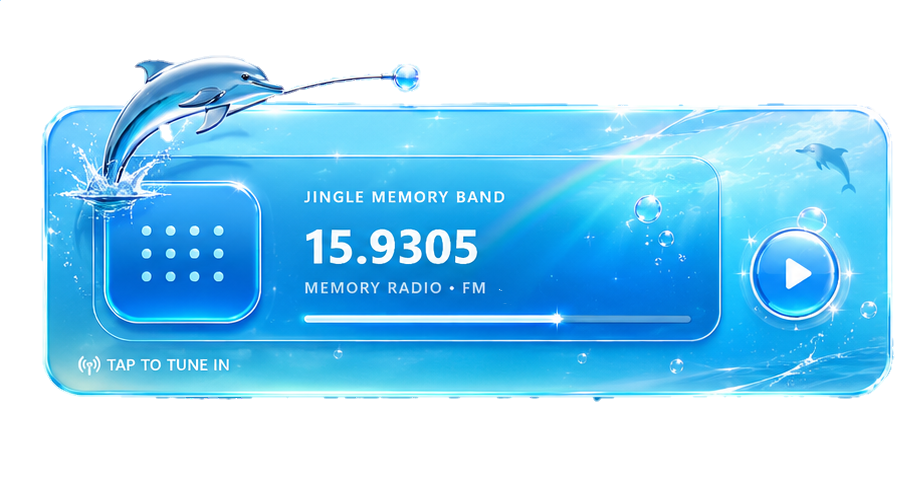 JINGLE MEMORY BAND
15.9305
MEMORY RADIO • FM
TAP TO TUNE IN